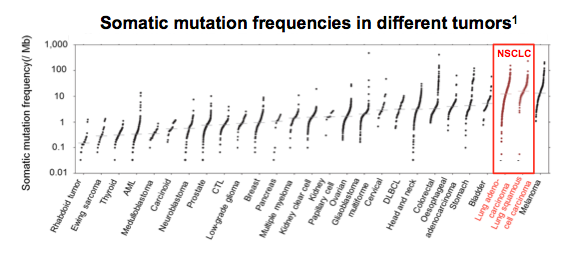 Somatic mutation frequencies in different tumors1
Somatic mutation frequency(/ Mb)
1,000
100
10
1
0.1
0.01
NSCLC
Rhabdoid tumor
Ewing sarcoma
Thyroid
AML
Medulloblastoma
Carcinoid
Neuroblastoma
Prostate
CTL
Low-grade glioma
Breast
Pancreas
Multiple myeloma
Kidney clear cell
Kidney
Papillary cell
Ovarian
Glaoblastoma
multiforme
Cervical
DLBCL
Head and neck
Colorectal
Oesophageal
adenocarcinoma
Stomach
Bladder
Lung adeno-
carcinoma
Lung squamous
cell carcinoma
Melanoma